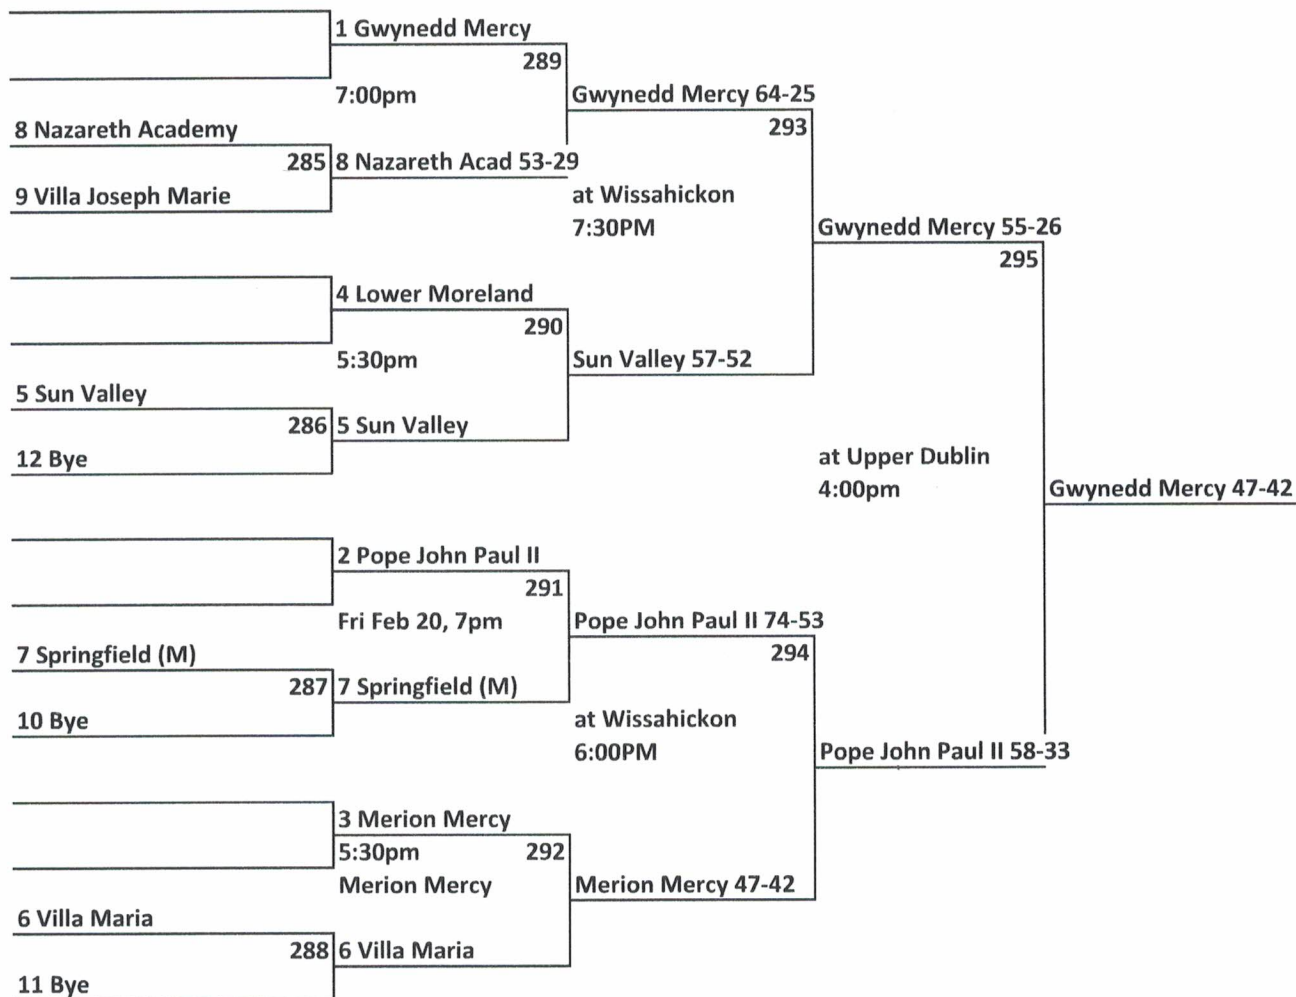 1 Gwynedd Mercy
289
7:00pm
Gwynedd Mercy 64-25
8 Nazareth Academy
293
285
8 Nazareth Acad 53-29
9 Villa Joseph Marie
at Wissahickon
7:30PM
Gwynedd Mercy 55-26
295
4 Lower Moreland
290
5:30pm
Sun Valley 57-52
5 Sun Valley
286
5 Sun Valley
12 Bye
at Upper Dublin
4:00pm
Gwynedd Mercy 47-42
2 Pope John Paul II
291
Fri Feb 20, 7pm
Pope John Paul II 74-53
7 Springfield (M)
294
287
7 Springfield (M)
10 Bye
at Wissahickon
6:00PM
Pope John Paul II 58-33
3 Merion Mercy
5:30pm
292
Merion Mercy
Merion Mercy 47-42
6 Villa Maria
288
6 Villa Maria
11 Bye